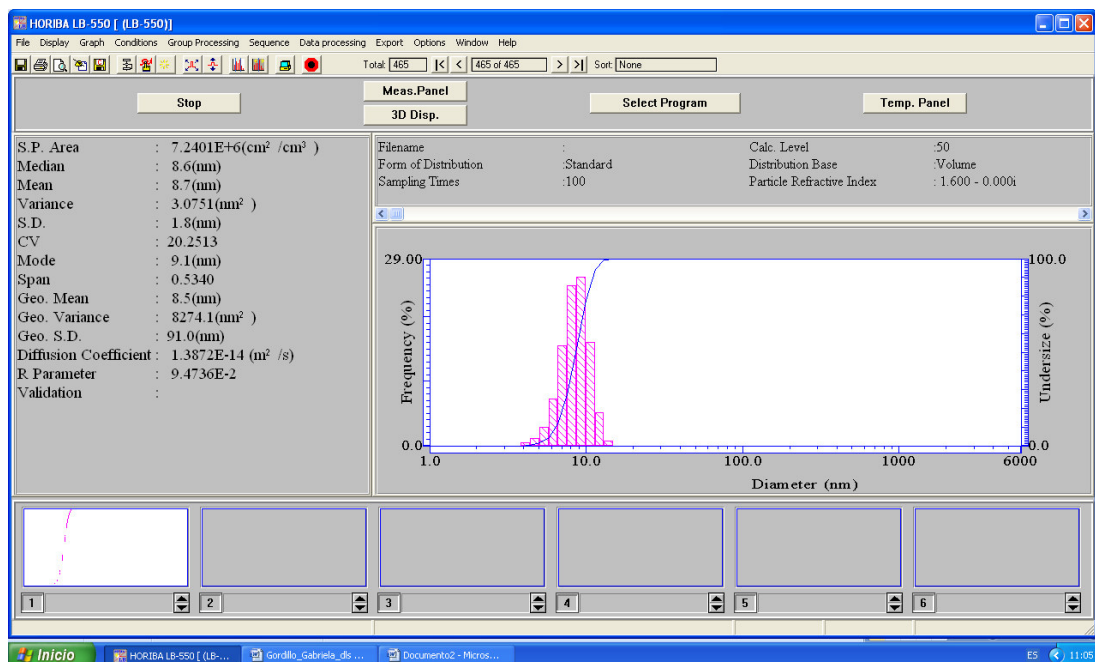 HORIBA LB-550 [ (LB-550)]
File Display Graph Conditions Group Processing Sequence Data processing Export Options Window Help
Total: 465 |< < 465 of 465 > >| Sort: None
Stop
Meas.Panel
3D Disp.
Select Program
Temp. Panel
S.P. Area : 7.2401E+6(cm² /cm³ )
Median : 8.6(nm)
Mean : 8.7(nm)
Variance : 3.0751(nm² )
S.D. : 1.8(nm)
CV : 20.2513
Mode : 9.1(nm)
Span : 0.5340
Geo. Mean : 8.5(nm)
Geo. Variance : 8274.1(nm² )
Geo. S.D. : 91.0(nm)
Diffusion Coefficient : 1.3872E-14 (m² /s)
R Parameter : 9.4736E-2
Validation :
Filename :
Form of Distribution :Standard
Sampling Times :100
Calc. Level :50
Distribution Base :Volume
Particle Refractive Index : 1.600 - 0.000i
29.00
100.0
Frequency (%)
Undersize (%)
0.0
0.0
1.0 10.0 100.0 1000 6000
Diameter (nm)
1 2 3 4 5 6
Inicio
HORIBA LB-550 [ (LB-...
Gordillo_Gabriela_dls ...
Documento2 - Micros...
ES
11:05